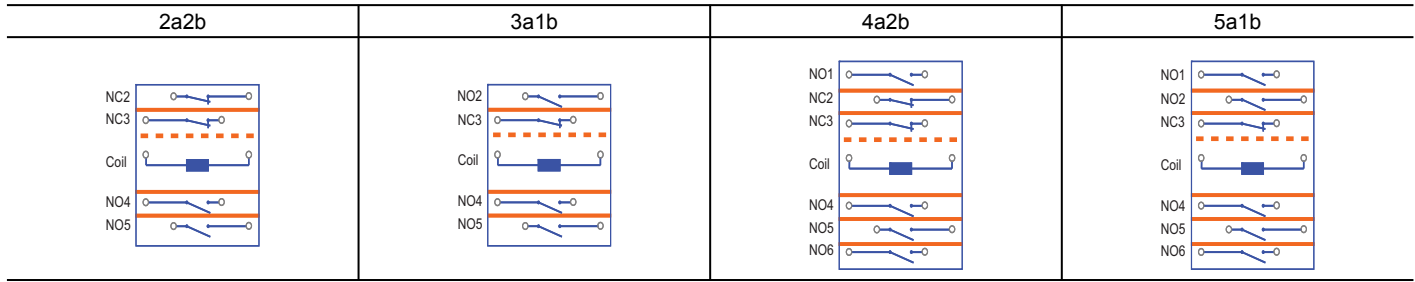 2a2b
3a1b
4a2b
5a1b
NC2
NC3
Coil
NO4
NO5
NO2
NC3
Coil
NO4
NO5
NO1
NC2
NC3
Coil
NO4
NO5
NO6
NO1
NO2
NC3
Coil
NO4
NO5
NO6